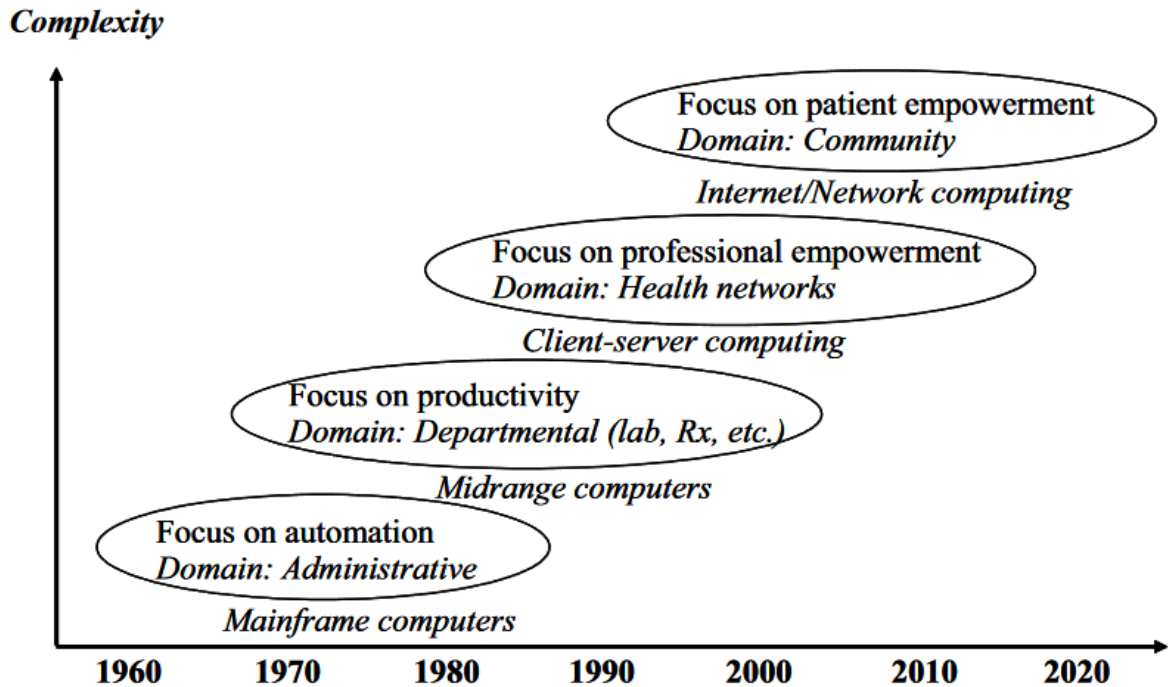 Complexity
Focus on patient empowerment
Domain: Community
Internet/Network computing
Focus on professional empowerment
Domain: Health networks
Client-server computing
Focus on productivity
Domain: Departmental (lab, Rx, etc.)
Midrange computers
Focus on automation
Domain: Administrative
Mainframe computers
1960 1970 1980 1990 2000 2010 2020